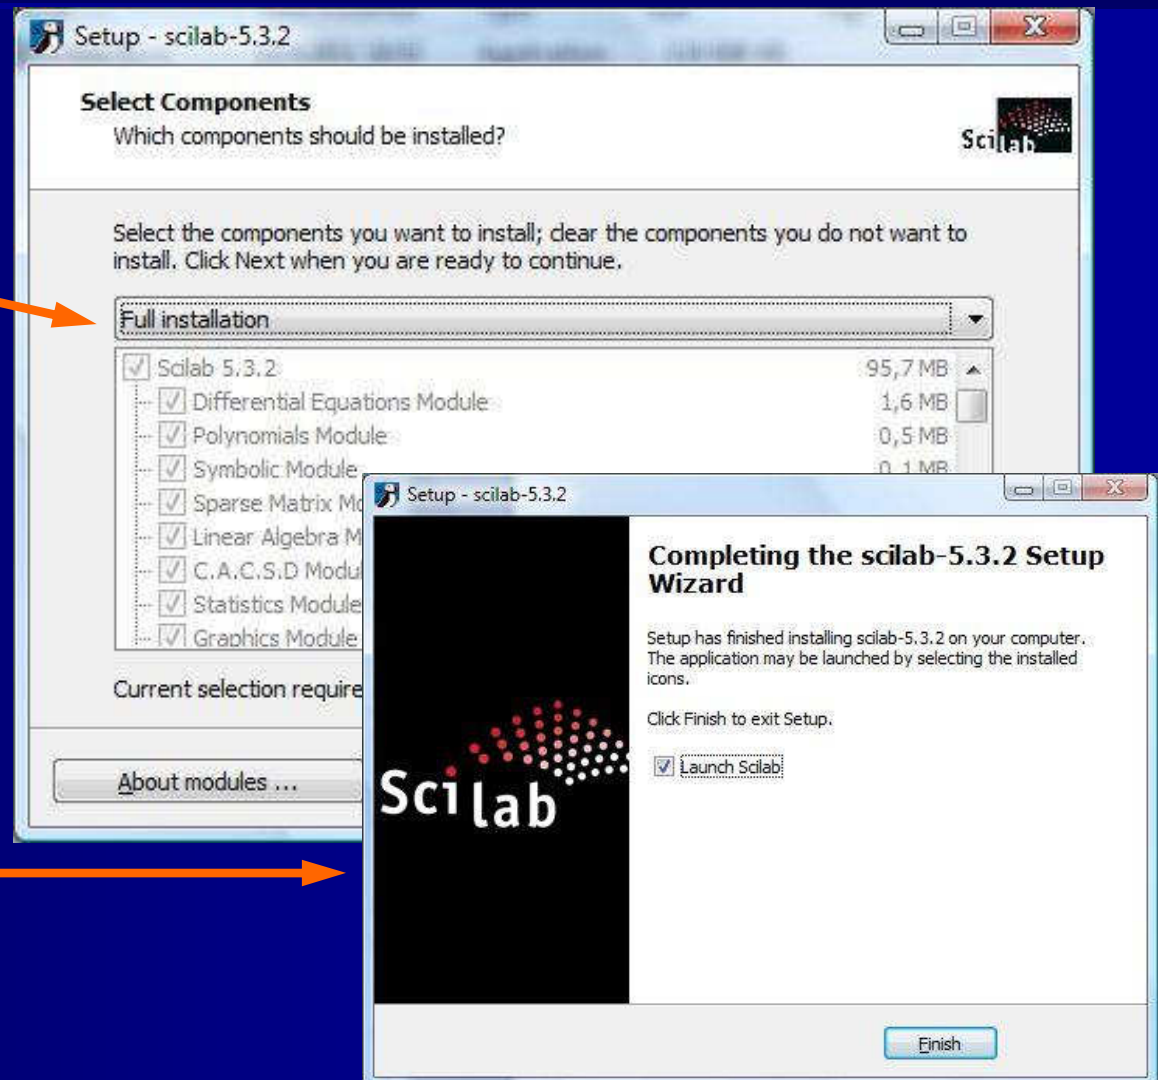 Setup - scilab-5.3.2
Select Components
Which components should be installed?
Scilab
Select the components you want to install; clear the components you do not want to
install. Click Next when you are ready to continue.
Full installation
Scilab 5.3.2 95,7 MB
Differential Equations Module 1,6 MB
Polynomials Module 0,5 MB
Symbolic Module 0,1 MB
Sparse Matrix
Linear Algebra
C.A.C.S.D
Statistics Module
Graphics Module
Current selection
About modules ...
Setup - scilab-5.3.2
Completing the scilab-5.3.2 Setup
Wizard
Setup has finished installing scilab-5.3.2 on your computer.
The application may be launched by selecting the installed
icons.
Click Finish to exit Setup.
Launch Scilab
Scilab
Finish